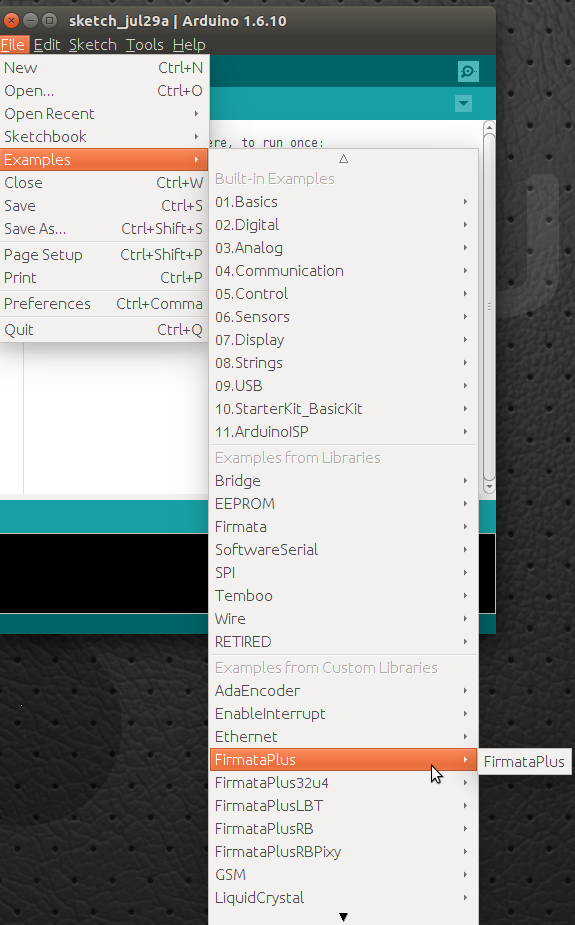 sketch_jul29a | Arduino 1.6.10
File Edit Sketch Tools Help
New Ctrl+N
Open... Ctrl+O
Open Recent
Sketchbook
Examples
Close Ctrl+W
Save Ctrl+S
Save As... Ctrl+Shift+S
Page Setup Ctrl+Shift+P
Print Ctrl+P
Preferences Ctrl+Comma
Quit Ctrl+Q
ere, to run once:
Built-in Examples
01.Basics
02.Digital
03.Analog
04.Communication
05.Control
06.Sensors
07.Display
08.Strings
09.USB
10.StarterKit_BasicKit
11.ArduinoISP
Examples from Libraries
Bridge
EEPROM
Firmata
SoftwareSerial
SPI
Temboo
Wire
RETIRED
Examples from Custom Libraries
AdaEncoder
EnableInterrupt
Ethernet
FirmataPlus
FirmataPlus
FirmataPlus32u4
FirmataPlusLBT
FirmataPlusRB
FirmataPlusRBPixy
GSM
LiquidCrystal